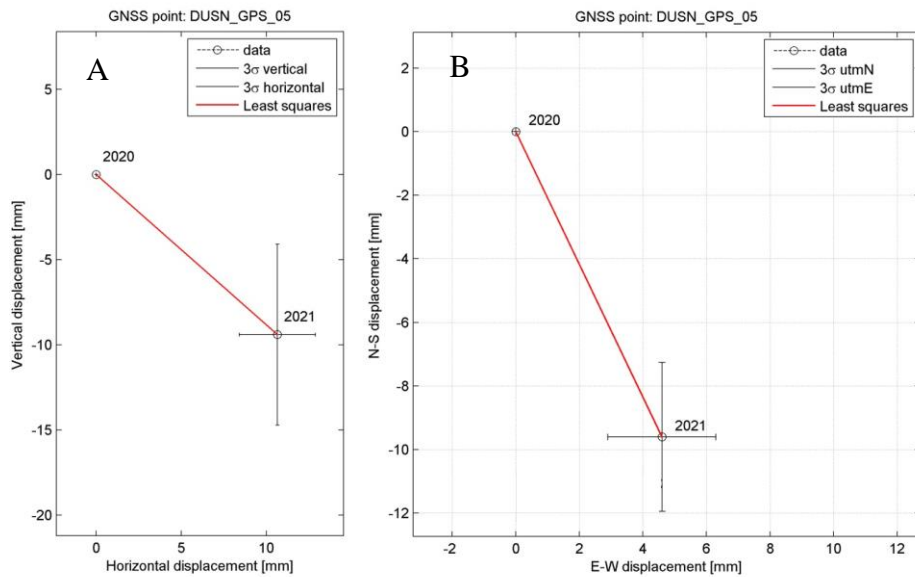 GNSS point: DUSN_GPS_05
A
data
3σ vertical
3σ horizontal
Least squares
5
0
-5
-10
-15
-20
2020
2021
0
5
10
Vertical displacement [mm]
Horizontal displacement [mm]
GNSS point: DUSN_GPS_05
B
data
3σ utmN
3σ utmE
Least squares
2
0
-2
-4
-6
-8
-10
-12
2020
2021
-2
0
2
4
6
8
10
12
N-S displacement [mm]
E-W displacement [mm]